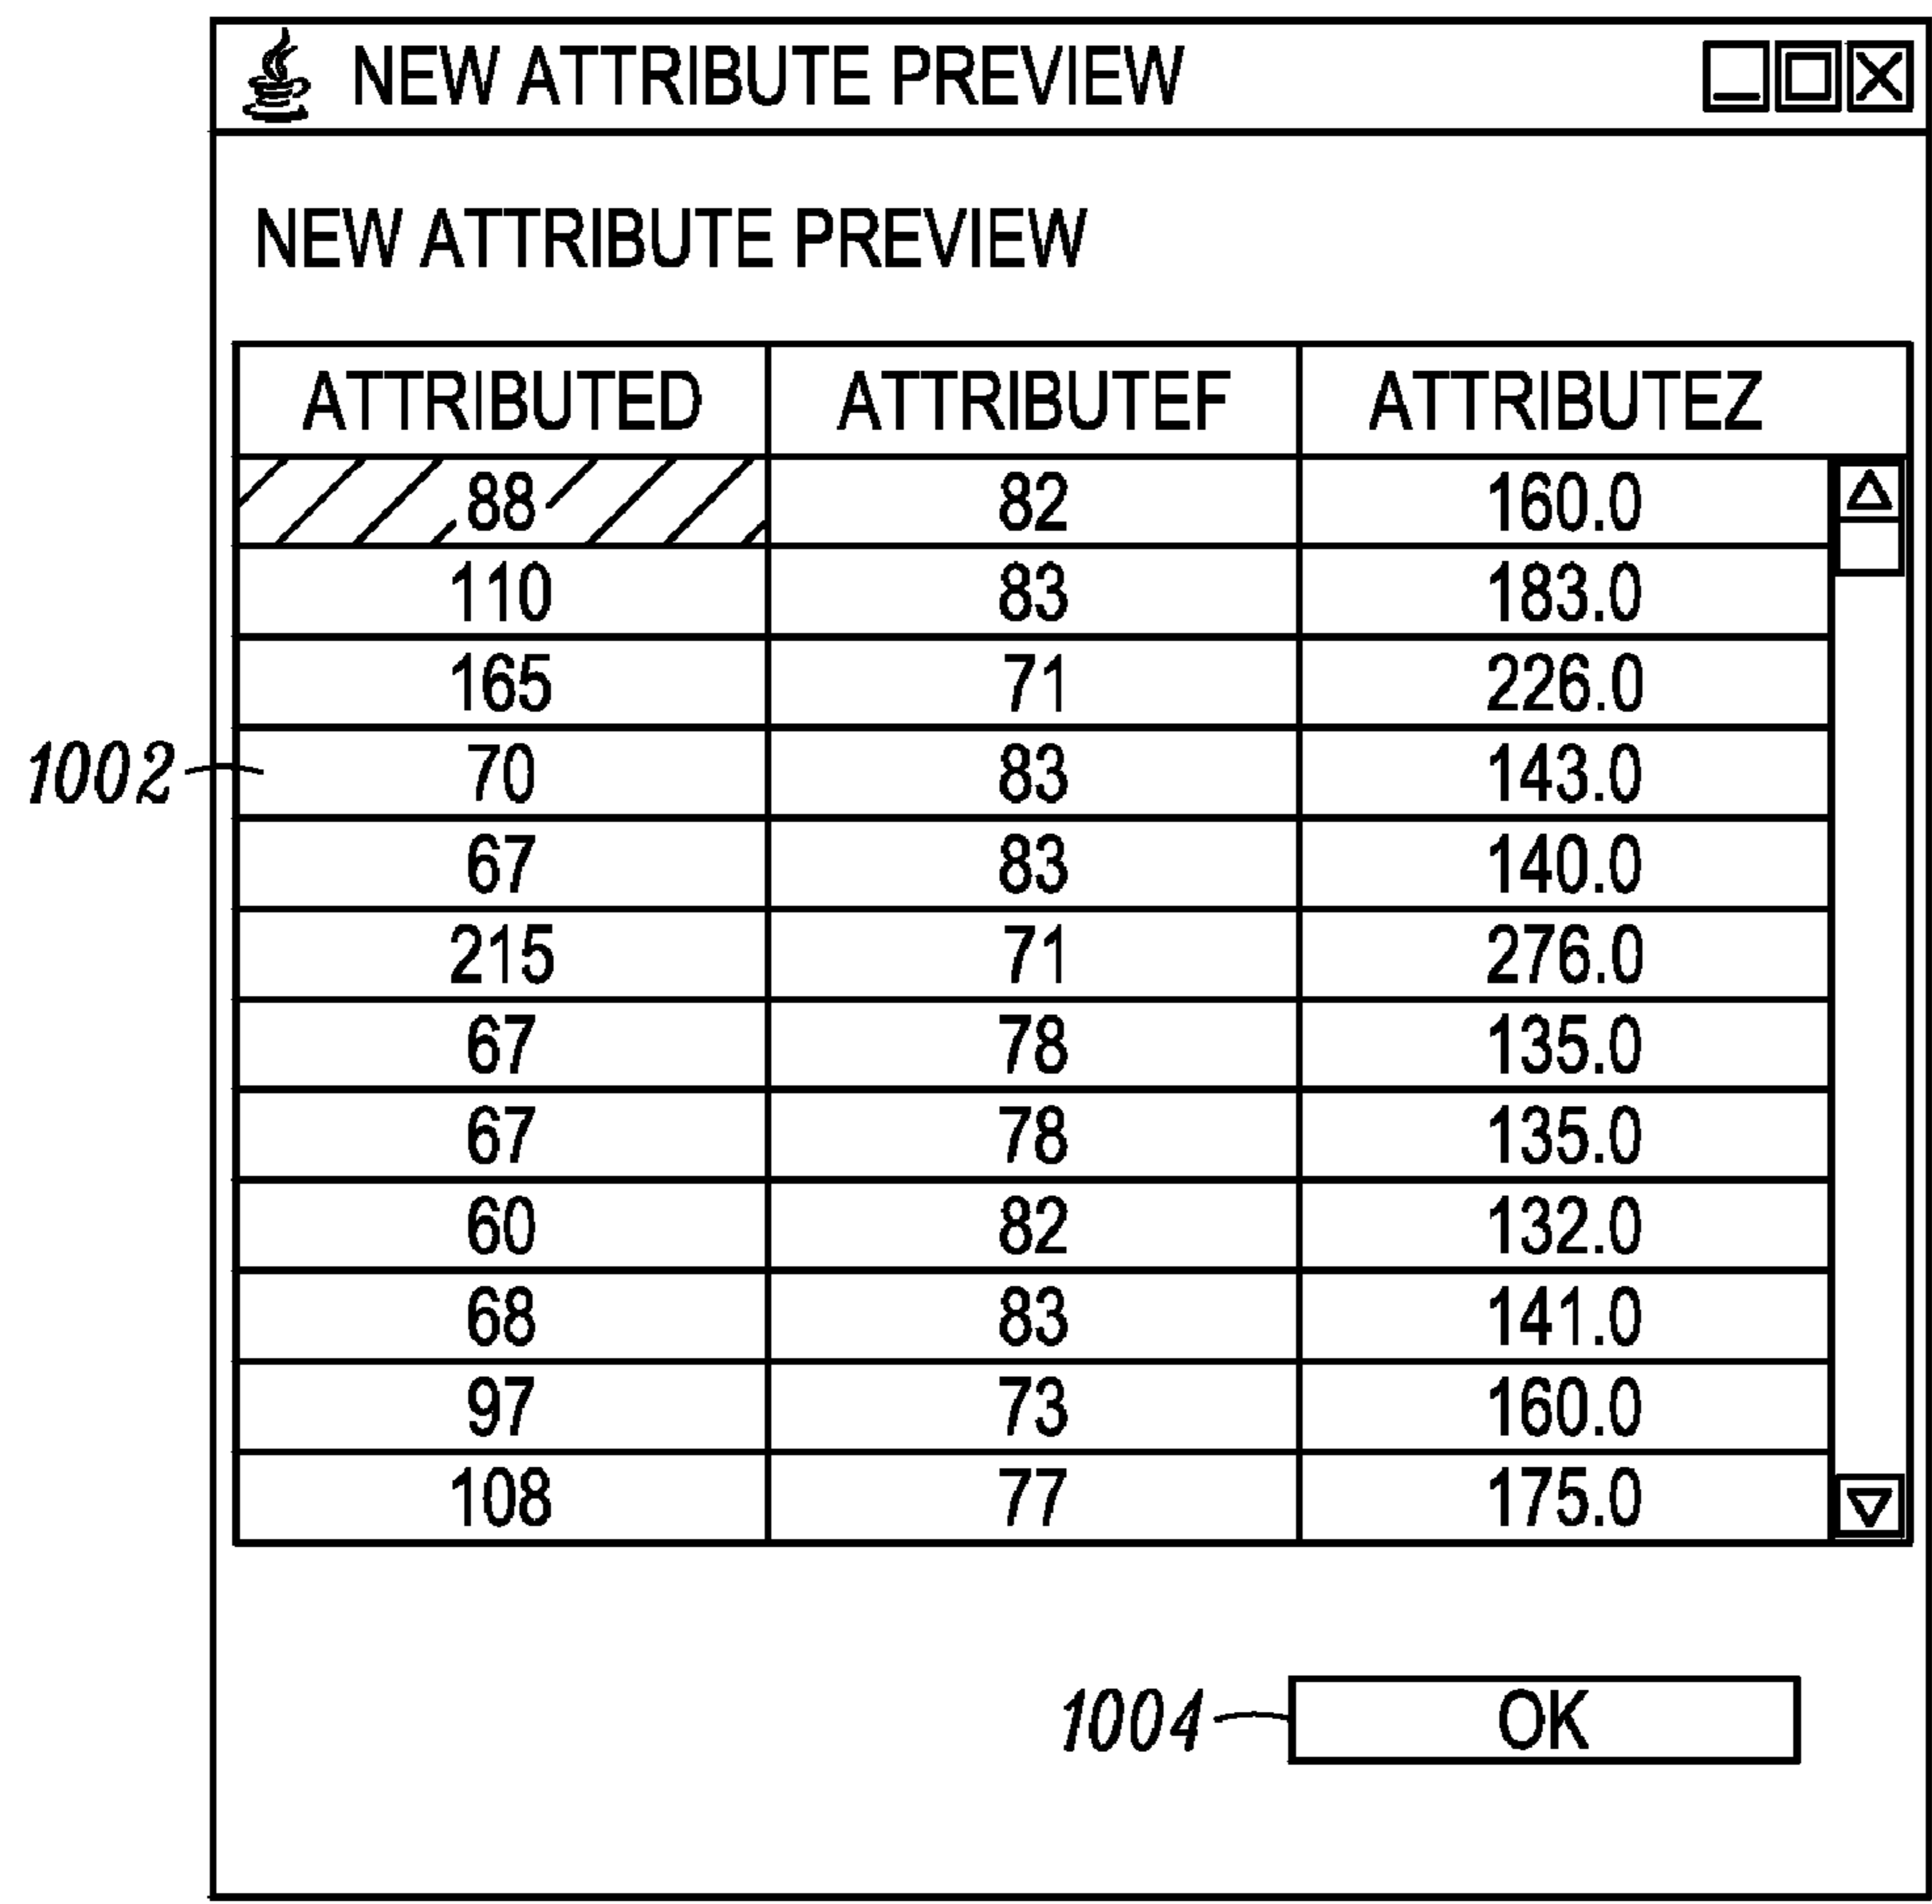 NEW ATTRIBUTE PREVIEW
NEW ATTRIBUTE PREVIEW
ATTRIBUTED ATTRIBUTEF ATTRIBUTEZ
88 82 160.0
110 83 183.0
165 71 226.0
1002 70 83 143.0
67 83 140.0
215 71 276.0
67 78 135.0
67 78 135.0
60 82 132.0
68 83 141.0
97 73 160.0
108 77 175.0
1004 OK